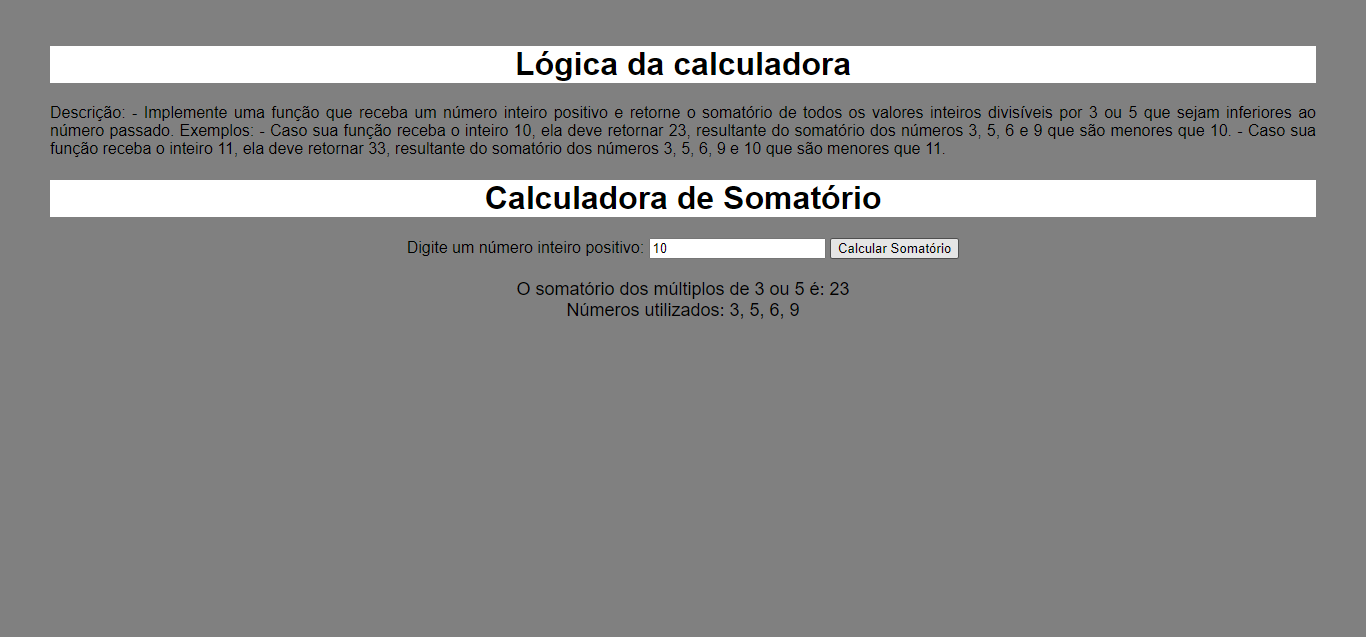 Lógica da calculadora
Descrição: - Implemente uma função que receba um número inteiro positivo e retorne o somatório de todos os valores inteiros divisíveis por 3 ou 5 que sejam inferiores ao
número passado. Exemplos: - Caso sua função receba o inteiro 10, ela deve retornar 23, resultante do somatório dos números 3, 5, 6 e 9 que são menores que 10. - Caso sua
função receba o inteiro 11, ela deve retornar 33, resultante do somatório dos números 3, 5, 6, 9 e 10 que são menores que 11.
Calculadora de Somatório
Digite um número inteiro positivo: 10 Calcular Somatório
O somatório dos múltiplos de 3 ou 5 é: 23
Números utilizados: 3, 5, 6, 9